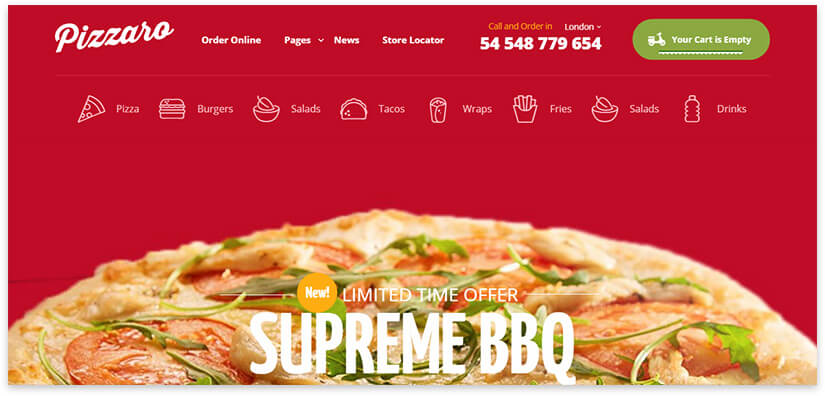 Pizzaro
Order Online
Pages
News
Store Locator
Call and Order in
London
54 548 779 654
Your Cart is Empty
Pizza
Burgers
Salads
Tacos
Wraps
Fries
Salads
Drinks
New!
LIMITED TIME OFFER
SUPREME BBQ